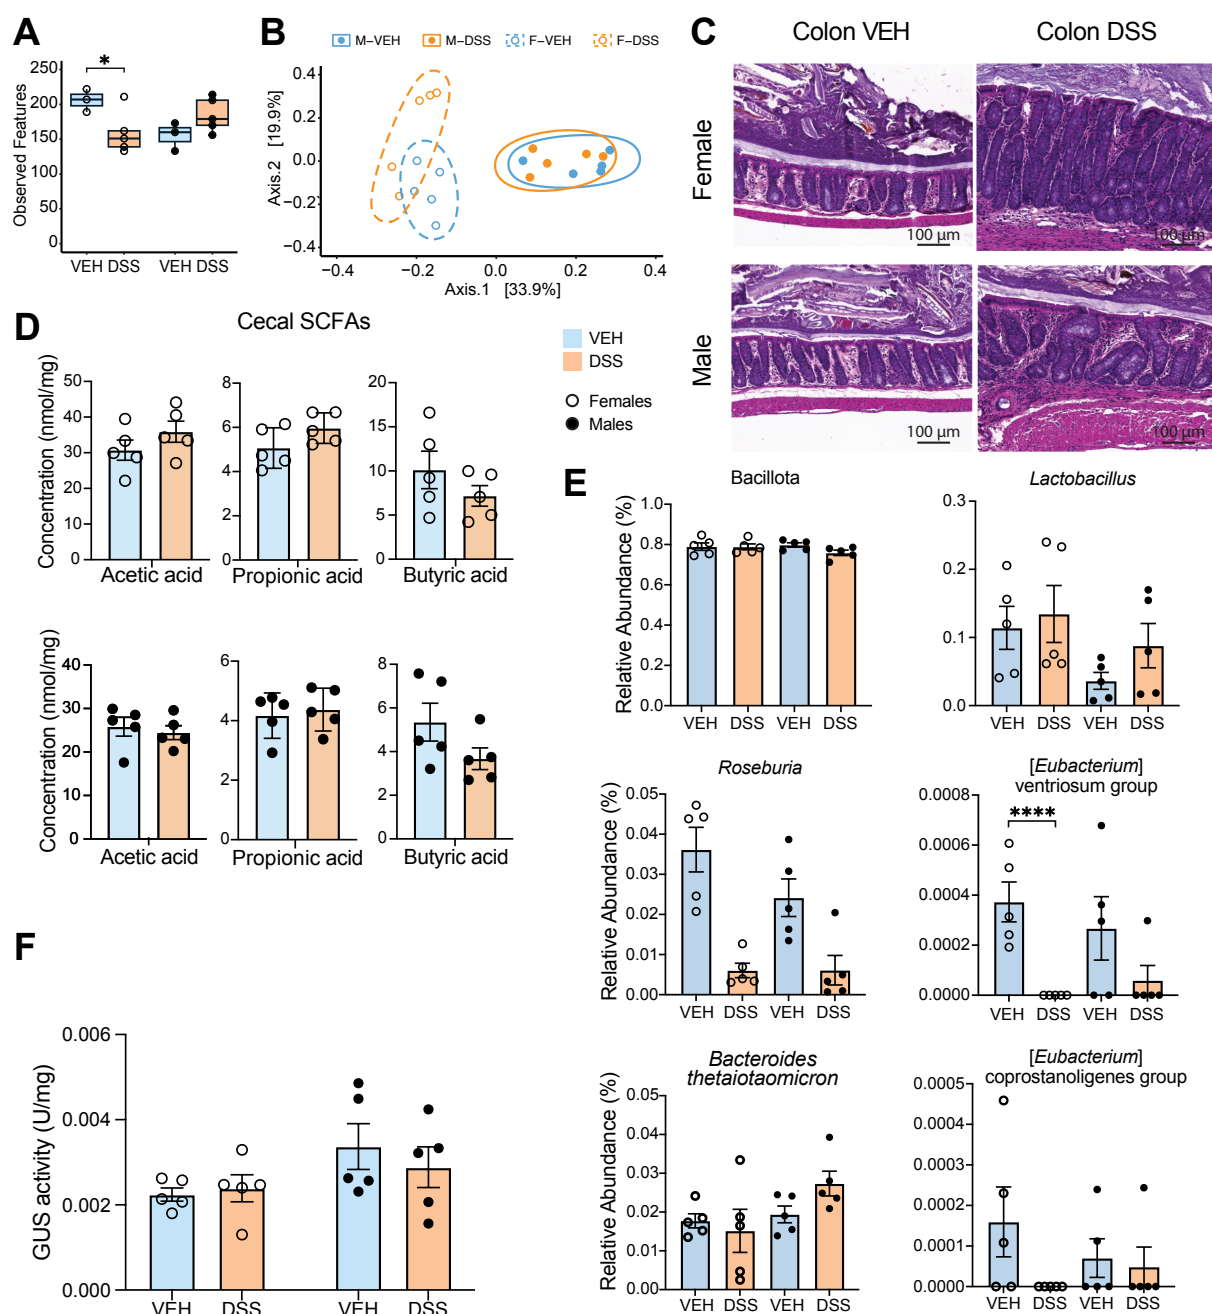 A
*
250
200
150
100
50
0
Observed Features
VEH DSS
VEH DSS
B
M–VEH
M–DSS
F–VEH
F–DSS
0.4
0.2
0.0
−0.2
−0.4
Axis.2 [19.9%]
−0.4
−0.2
0.0
0.2
0.4
Axis.1 [33.9%]
C
Colon VEH
Colon DSS
Female
Male
100 µm
100 µm
100 µm
100 µm
D
Cecal SCFAs
VEH
DSS
Females
Males
Concentration (nmol/mg)
50
40
30
20
10
0
Acetic acid
8
6
4
2
0
Propionic acid
20
15
10
5
0
Butyric acid
Concentration (nmol/mg)
40
30
20
10
0
Acetic acid
6
4
2
0
Propionic acid
8
6
4
2
0
Butyric acid
E
Bacillota
Relative Abundance (%)
1.0
0.8
0.6
0.4
0.2
0.0
VEH
DSS
VEH
DSS
Lactobacillus
0.3
0.2
0.1
0.0
VEH
DSS
VEH
DSS
Roseburia
Relative Abundance (%)
0.05
0.04
0.03
0.02
0.01
0.00
VEH
DSS
VEH
DSS
[Eubacterium]
ventriosum group
0.0008
0.0006
0.0004
0.0002
0.0000
****
VEH
DSS
VEH
DSS
Bacteroides
thetaiotaomicron
Relative Abundance (%)
0.05
0.04
0.03
0.02
0.01
0.00
VEH
DSS
VEH
DSS
[Eubacterium]
coprostanoligenes group
0.0005
0.0004
0.0003
0.0002
0.0001
0.0000
VEH
DSS
VEH
DSS
F
GUS activity (U/mg)
0.006
0.004
0.002
0.000
VEH
DSS
VEH
DSS